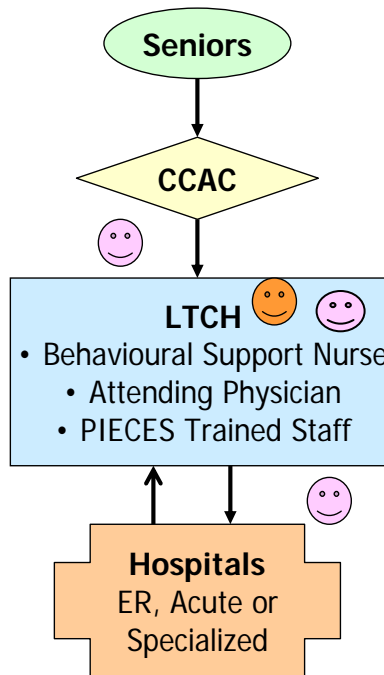 Seniors
CCAC
LTCH
• Behavioural Support Nurse
• Attending Physician
• PIECES Trained Staff
Hospitals
ER, Acute or
Specialized